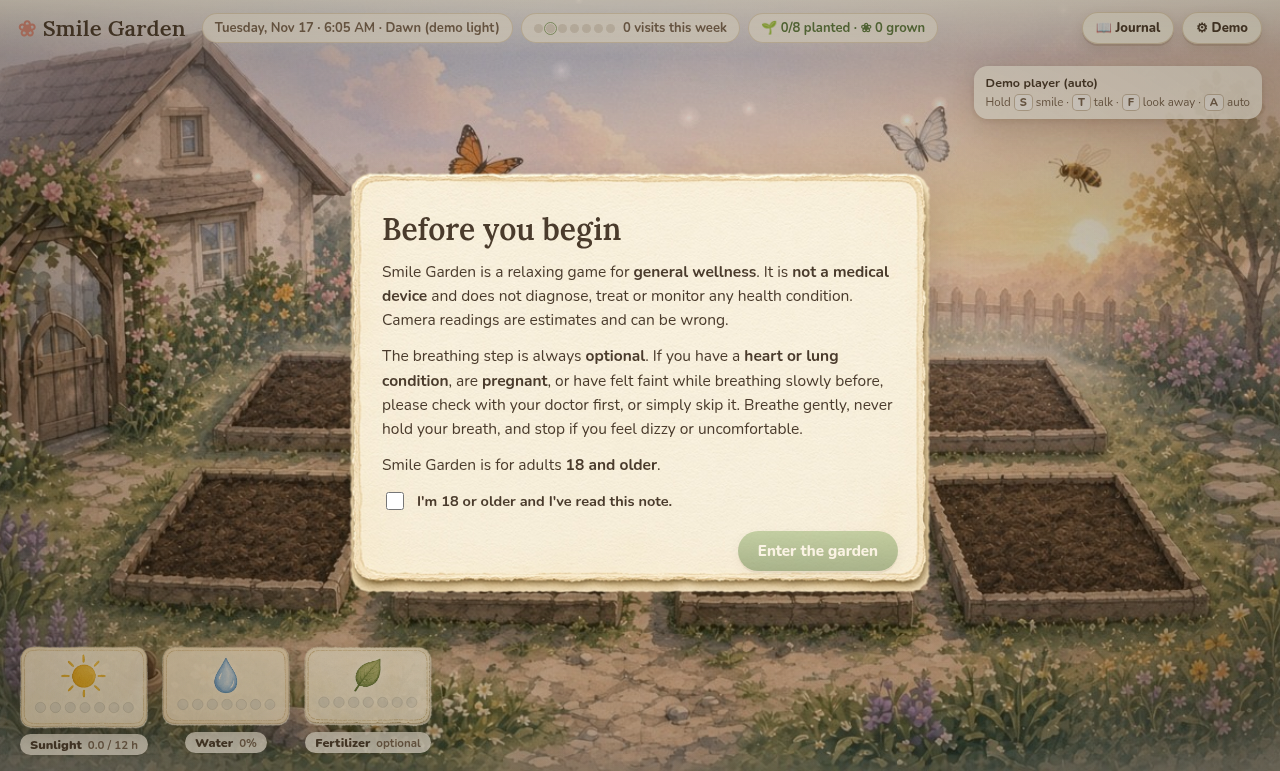 Smile Garden
Tuesday, Nov 17 · 6:05 AM · Dawn (demo light)
0 visits this week
0/8 planted · ❀ 0 grown
Journal
Demo
Demo player (auto)
Hold S smile · T talk · F look away · A auto
Before you begin
Smile Garden is a relaxing game for general wellness. It is not a medical
device and does not diagnose, treat or monitor any health condition.
Camera readings are estimates and can be wrong.
The breathing step is always optional. If you have a heart or lung
condition, are pregnant, or have felt faint while breathing slowly before,
please check with your doctor first, or simply skip it. Breathe gently, never
hold your breath, and stop if you feel dizzy or uncomfortable.
Smile Garden is for adults 18 and older.
I'm 18 or older and I've read this note.
Enter the garden
Sunlight 0.0 / 12 h
Water 0%
Fertilizer optional